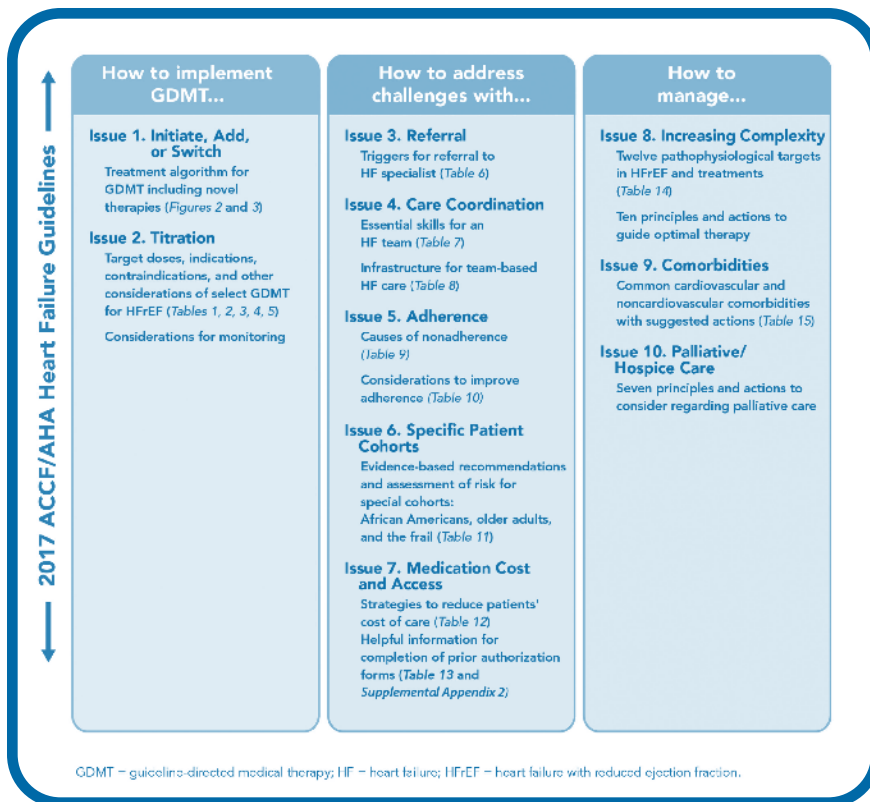 2017 ACCF/AHA Heart Failure Guidelines
How to implement
GDMT...
Issue 1. Initiate, Add,
or Switch
Treatment algorithm for
GDMT including novel
therapies (Figures 2 and 3)
Issue 2. Titration
Target doses, indications,
contraindications, and other
considerations of select GDMT
for HFrEF (Tables 1, 2, 3, 4, 5)
Considerations for monitoring
How to address
challenges with...
Issue 3. Referral
Triggers for referral to
HF specialist (Table 6)
Issue 4. Care Coordination
Essential skills for an
HF team (Table 7)
Infrastructure for team-based
HF care (Table 8)
Issue 5. Adherence
Causes of nonadherence
(Table 9)
Considerations to improve
adherence (Table 10)
Issue 6. Specific Patient
Cohorts
Evidence-based recommendations
and assessment of risk for
special cohorts:
African Americans, older adults,
and the frail (Table 11)
Issue 7. Medication Cost
and Access
Strategies to reduce patients'
cost of care (Table 12)
Helpful information for
completion of prior authorization
forms (Table 13 and
Supplemental Appendix 2)
How to
manage...
Issue 8. Increasing Complexity
Twelve pathophysiological targets
in HFrEF and treatments
(Table 14)
Ten principles and actions to
guide optimal therapy
Issue 9. Comorbidities
Common cardiovascular and
noncardiovascular comorbidities
with suggested actions (Table 15)
Issue 10. Palliative/
Hospice Care
Seven principles and actions to
consider regarding palliative care
GDMT = guideline-directed medical therapy; HF = heart failure; HFrEF = heart failure with reduced ejection fraction.